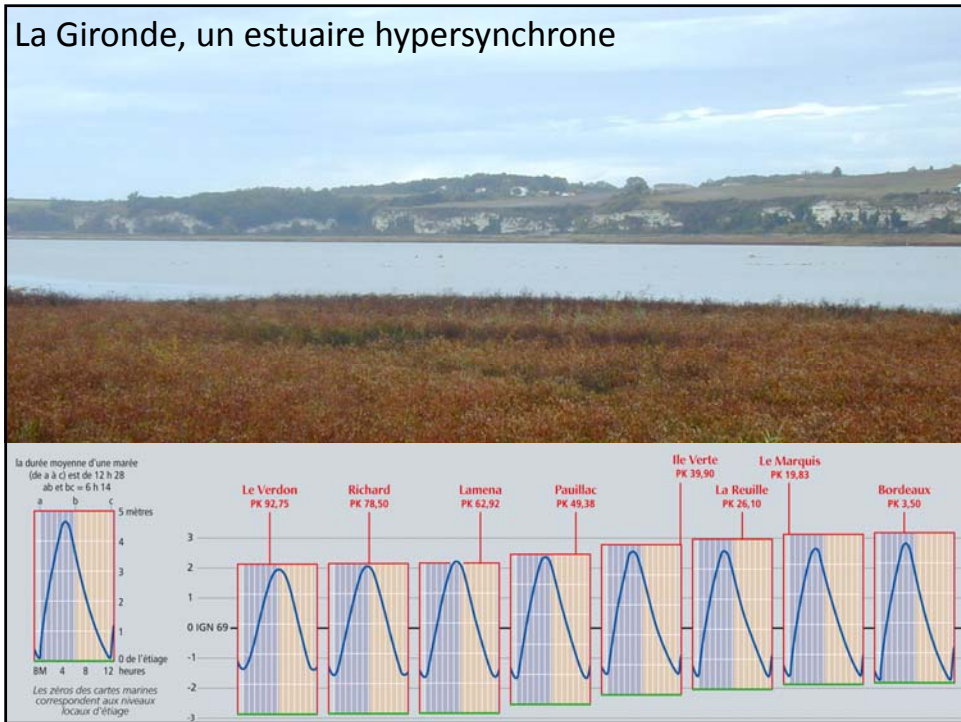 La Gironde, un estuaire hypersynchrone
la durée moyenne d'une marée
(de a à c) est de 12 h 28
ab et bc = 6 h 14
a b c
5 mètres
4
3
2
1
0 de l'étiage
BM 4 8 12 heures
Les zéros des cartes marines
correspondent aux niveaux
locaux d'étiage
Le Verdon
PK 92,75
Richard
PK 78,50
Lamena
PK 62,92
Pauillac
PK 49,38
Ile Verte
PK 39,90
La Reuille
PK 26,10
Le Marquis
PK 19,83
Bordeaux
PK 3,50
3
2
1
0 IGN 69
-1
-2
-3